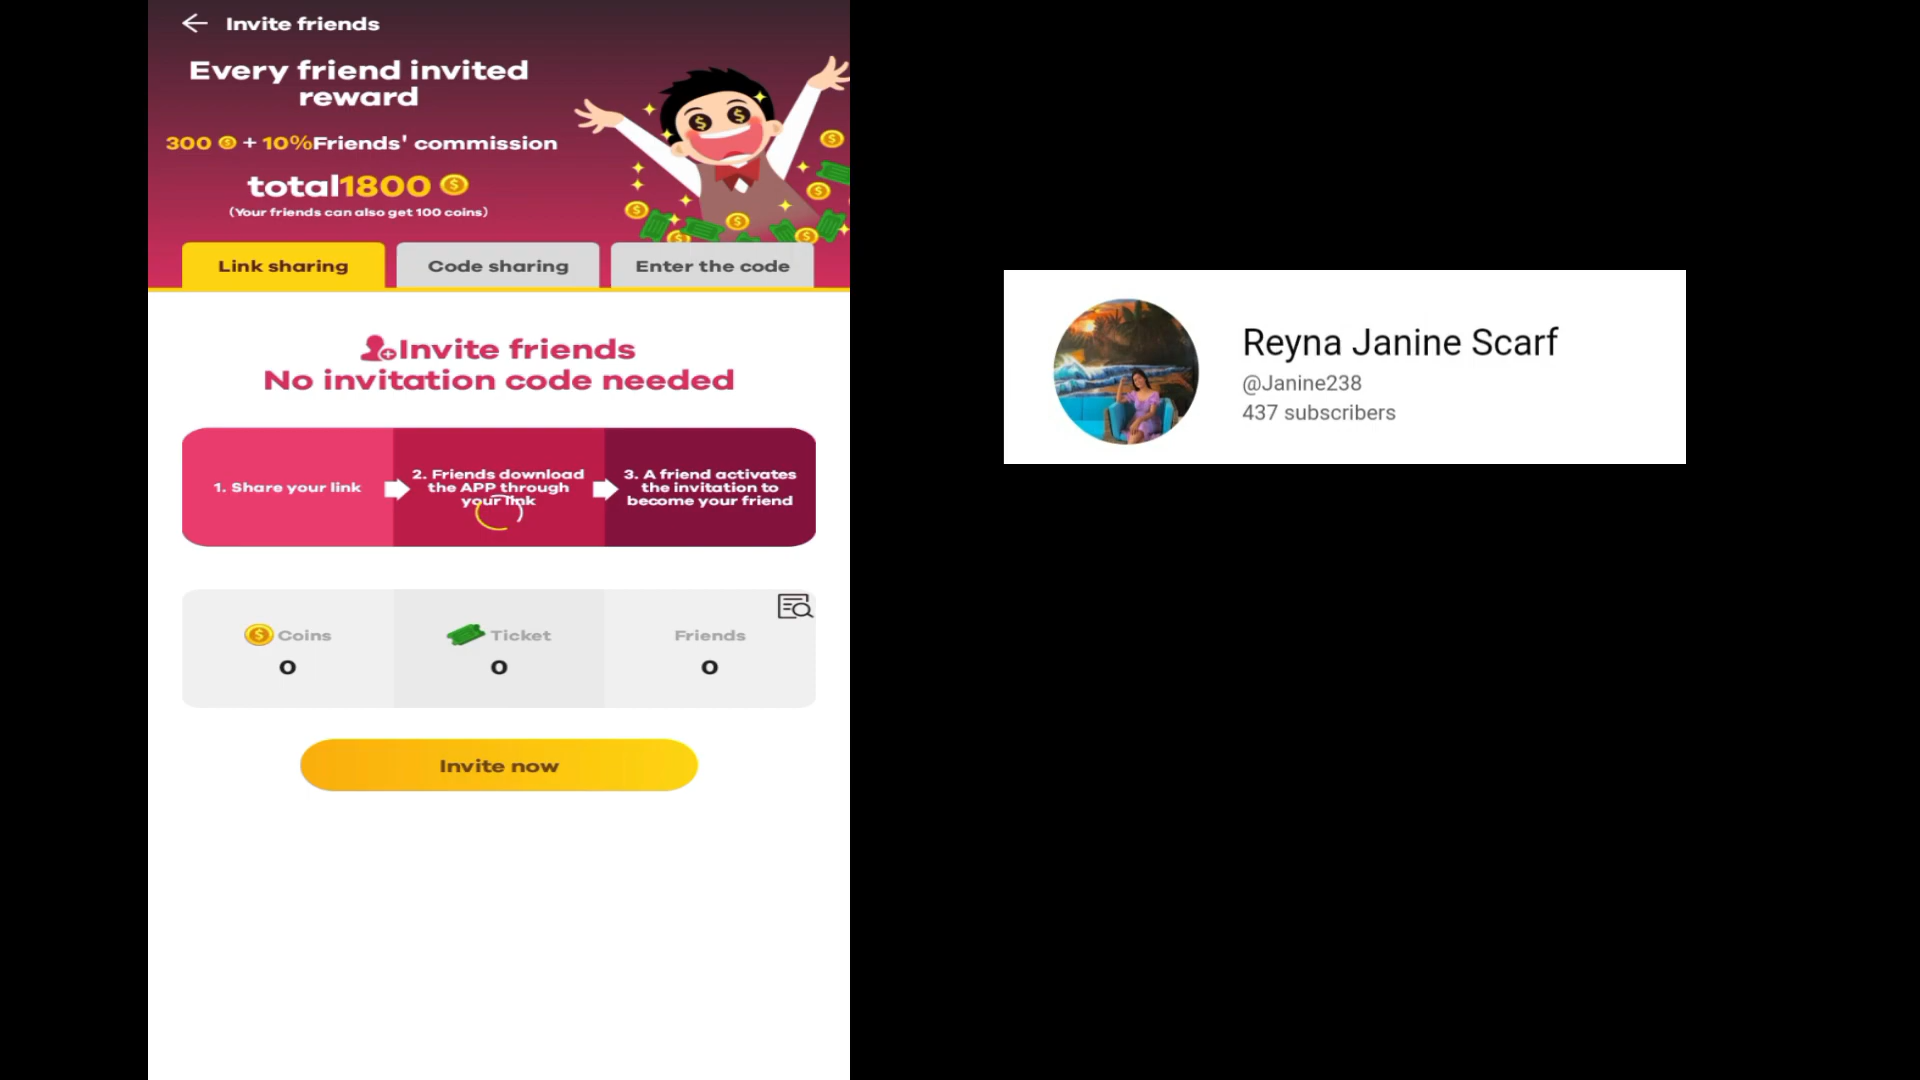 Invite friends
Every friend invited
reward
300 + 10%Friends' commission
total1800
(Your friends can also get 100 coins)
Link sharing
Code sharing
Enter the code
Invite friends
No invitation code needed
1. Share your link
2. Friends download
the APP through
your link
3. A friend activates
the invitation to
become your friend
Coins
0
Ticket
0
Friends
0
Invite now
Reyna Janine Scarf
@Janine238
437 subscribers